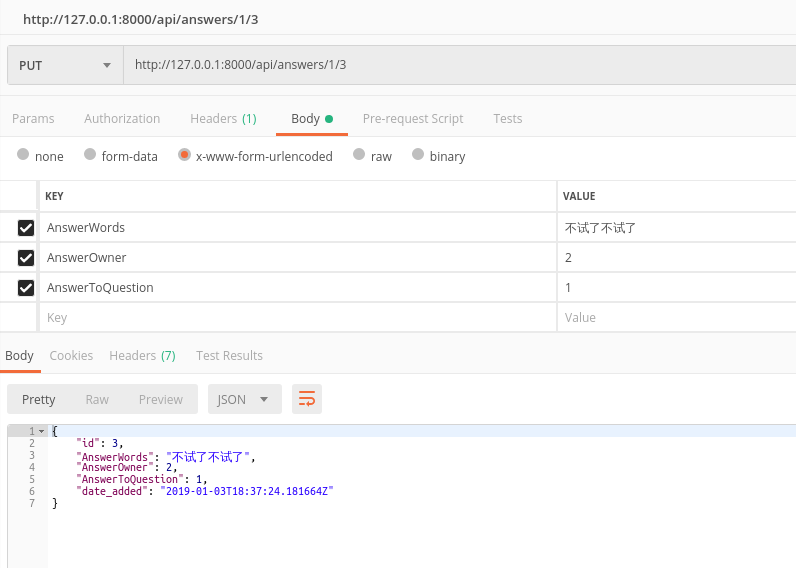 http://127.0.0.1:8000/api/answers/1/3
PUT http://127.0.0.1:8000/api/answers/1/3
Params Authorization Headers (1) Body Pre-request Script Tests
none form-data x-www-form-urlencoded raw binary
KEY VALUE
AnswerWords 不试了不试了
AnswerOwner 2
AnswerToQuestion 1
Key Value
Body Cookies Headers (7) Test Results
Pretty Raw Preview JSON
1 {
2 "id": 3,
3 "AnswerWords": "不试了不试了",
4 "AnswerOwner": 2,
5 "AnswerToQuestion": 1,
6 "date_added": "2019-01-03T18:37:24.181664Z"
7 }